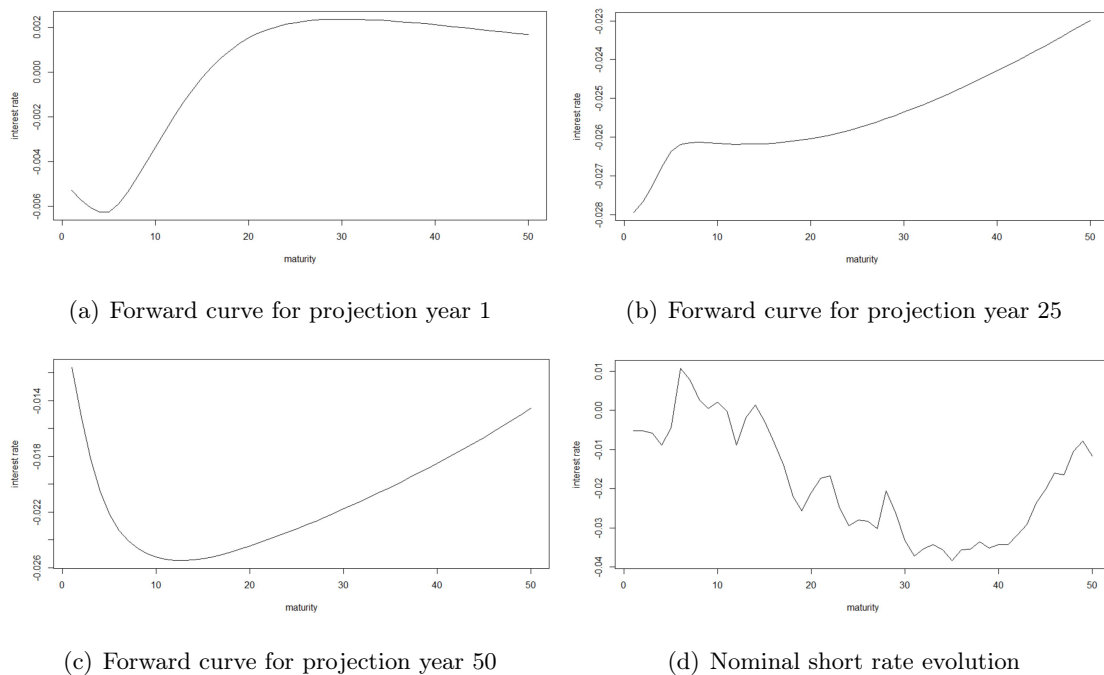 0.002
0.000
-0.002
-0.004
-0.006
interest rate
0 10 20 30 40 50
maturity
(a) Forward curve for projection year 1
-0.023
-0.024
-0.025
-0.026
-0.027
-0.028
interest rate
0 10 20 30 40 50
maturity
(b) Forward curve for projection year 25
-0.014
-0.018
-0.022
-0.026
interest rate
0 10 20 30 40 50
maturity
(c) Forward curve for projection year 50
0.01
0.00
-0.01
-0.02
-0.03
-0.04
interest rate
0 10 20 30 40 50
maturity
(d) Nominal short rate evolution